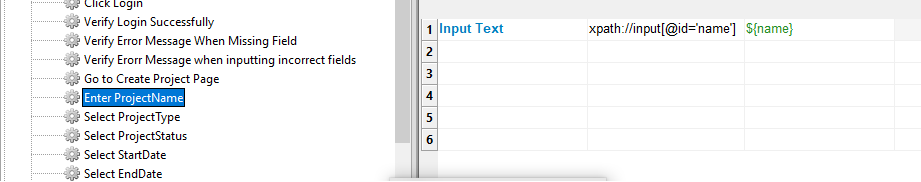 Click Login
Verify Login Successfully
Verify Error Message When Missing Field
Verify Erorr Message when inputting incorrect fields
Go to Create Project Page
Enter ProjectName
Select ProjectType
Select ProjectStatus
Select StartDate
Select EndDate
1 Input Text xpath://input[@id='name'] ${name}
2
3
4
5
6